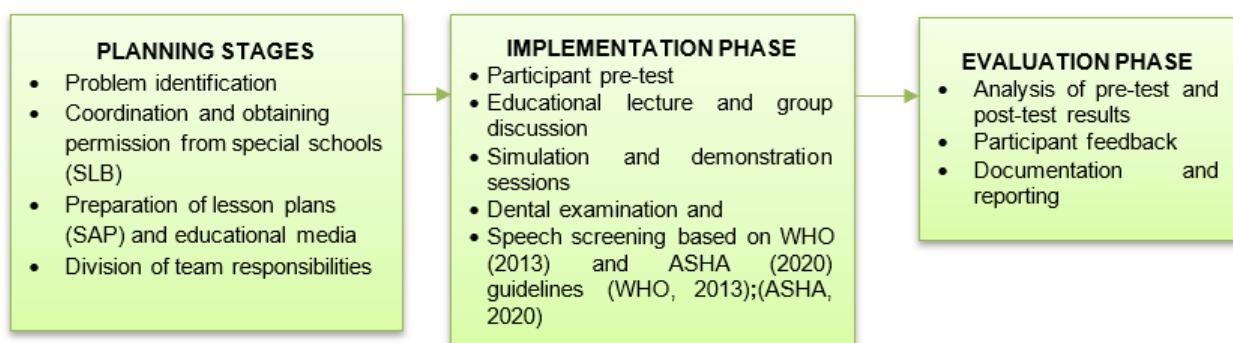 PLANNING STAGES
• Problem identification
• Coordination and obtaining
permission from special schools
(SLB)
• Preparation of lesson plans
(SAP) and educational media
• Division of team responsibilities
IMPLEMENTATION PHASE
• Participant pre-test
• Educational lecture and group
discussion
• Simulation and demonstration
sessions
• Dental examination and
• Speech screening based on WHO
(2013) and ASHA (2020)
guidelines (WHO, 2013);(ASHA,
2020)
EVALUATION PHASE
• Analysis of pre-test and
post-test results
• Participant feedback
• Documentation and
reporting